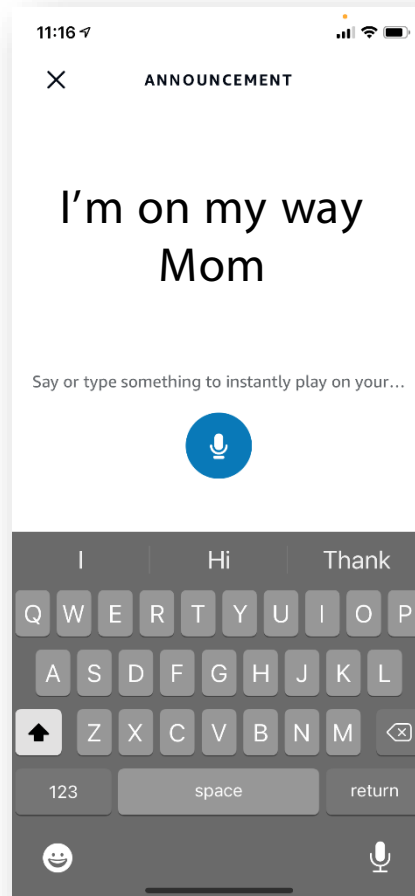 11:16
ANNOUNCEMENT
I’m on my way
Mom
Say or type something to instantly play on your…
I Hi Thank
Q W E R T Y U I O P
A S D F G H J K L
Z X C V B N M
123 space return